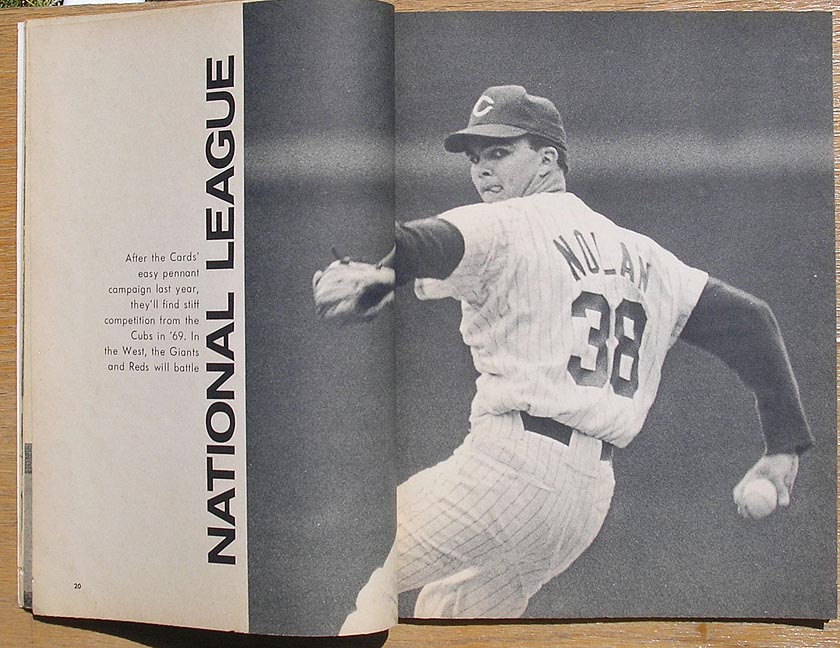 NATIONAL LEAGUE
After the Cards'
easy pennant
campaign last year,
they'll find stiff
competition from the
Cubs in '69. In
the West, the Giants
and Reds will battle
20
C
NOLAN
38